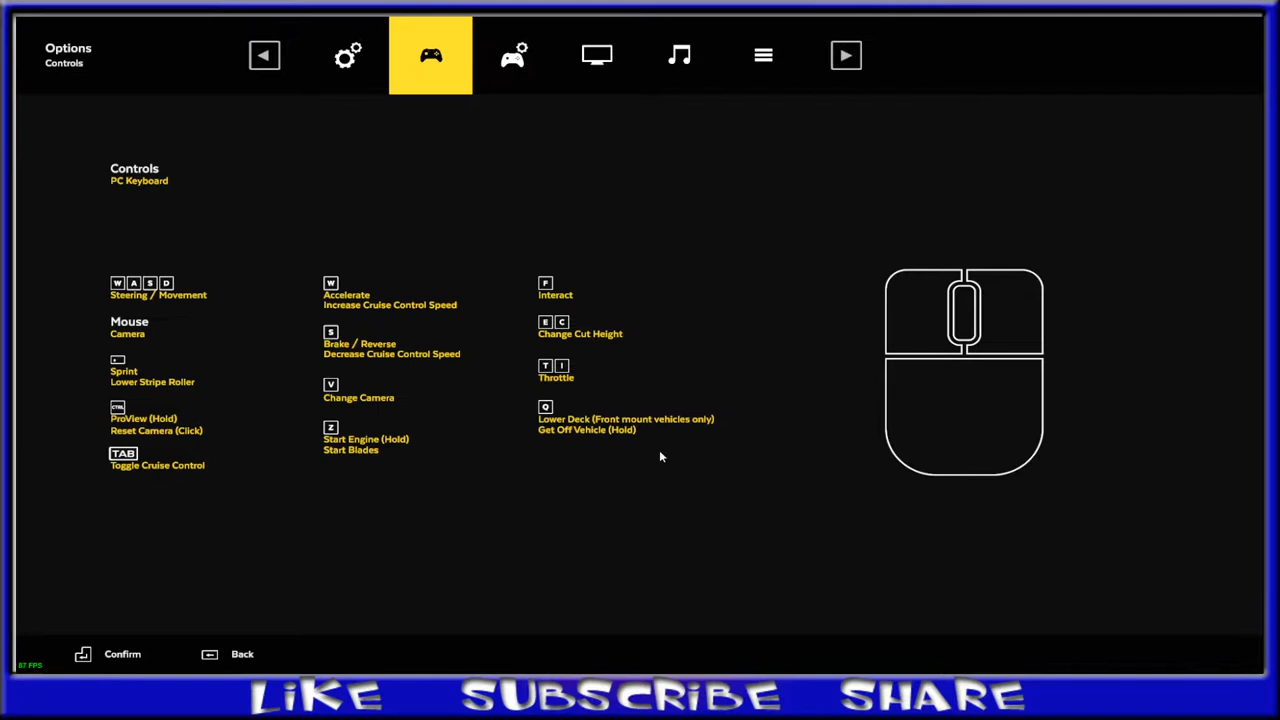 Options
Controls
Controls
PC Keyboard
W A S D
Steering / Movement
Mouse
Camera
Sprint
Lower Stripe Roller
CTRL
ProView (Hold)
Reset Camera (Click)
TAB
Toggle Cruise Control
W
Accelerate
Increase Cruise Control Speed
S
Brake / Reverse
Decrease Cruise Control Speed
V
Change Camera
Z
Start Engine (Hold)
Start Blades
F
Interact
E C
Change Cut Height
T I
Throttle
Q
Lower Deck (Front mount vehicles only)
Get Off Vehicle (Hold)
Confirm
Back
67 FPS
LiKE SUBSCRiBE SHARE